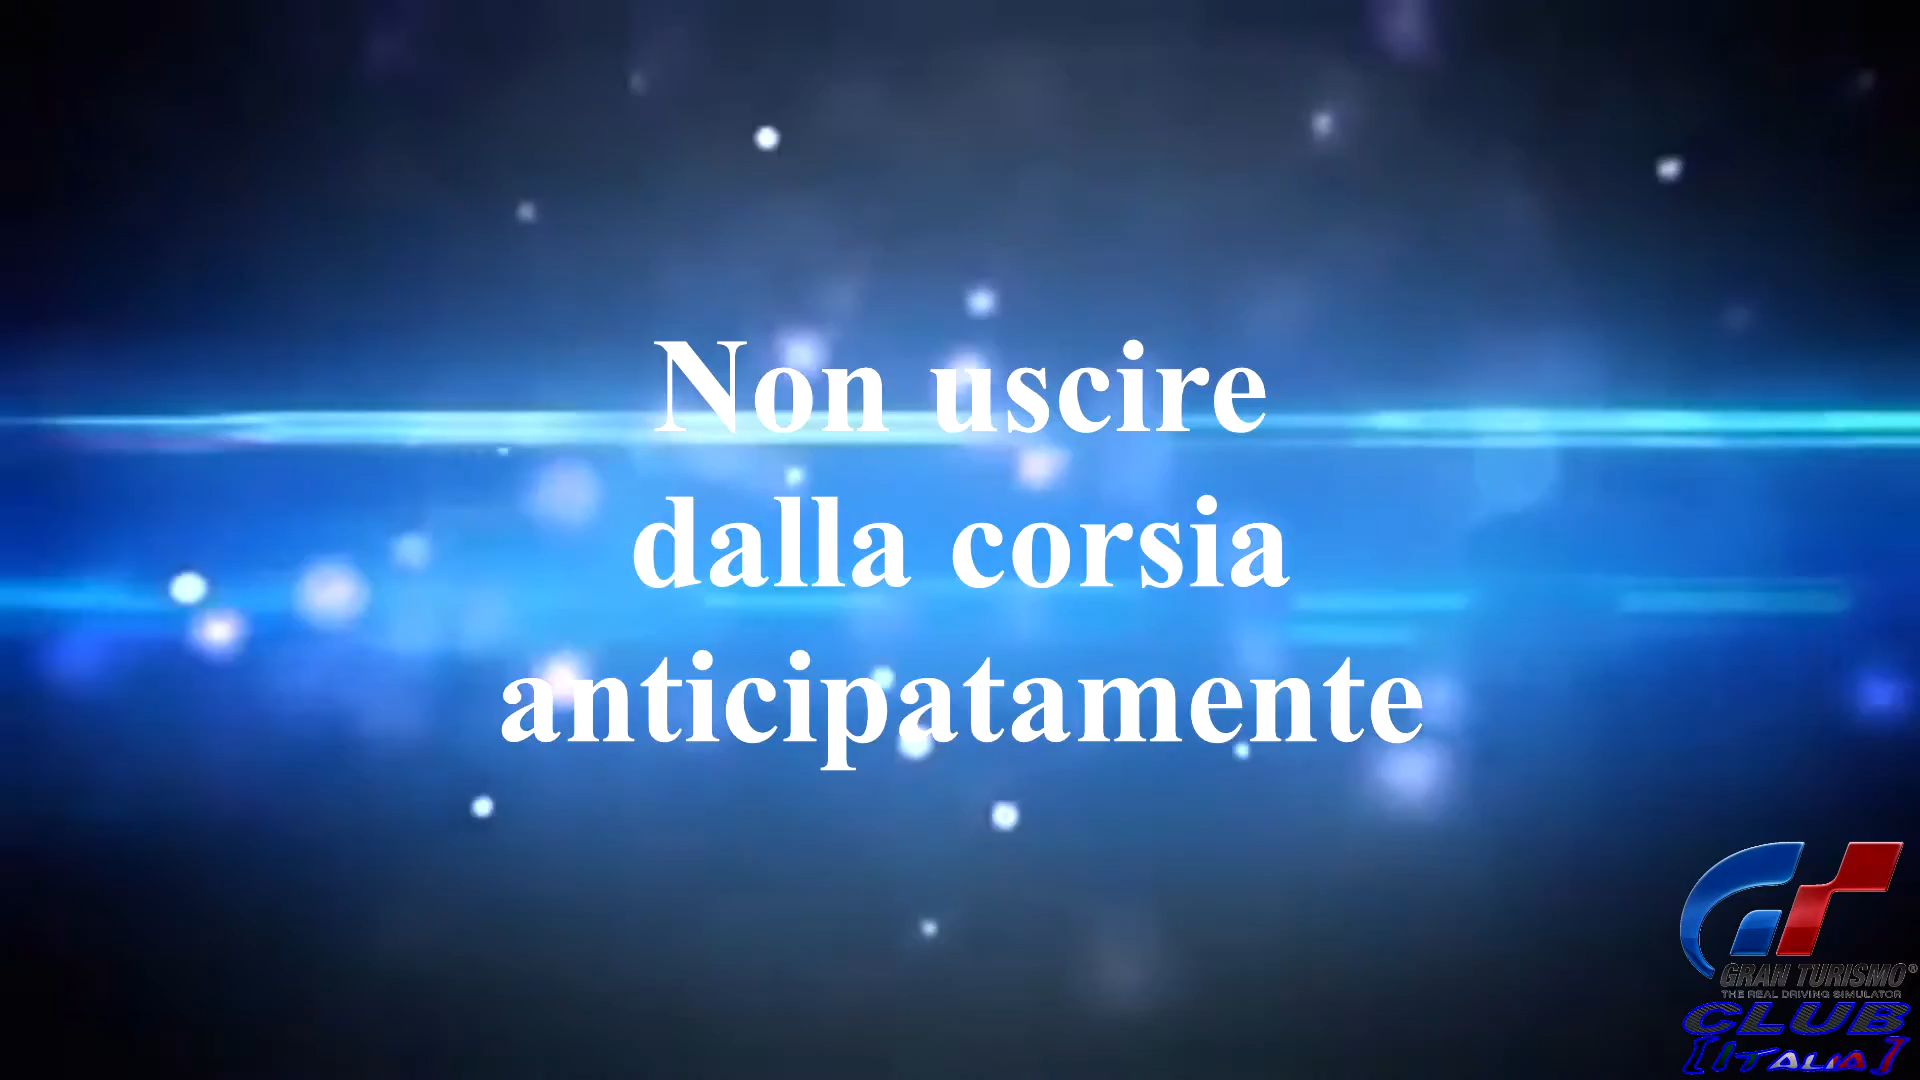 Non uscire
dalla corsia
anticipatamente
GRAN TURISMO®
THE REAL DRIVING SIMULATOR
CLUB
[ITALIA]